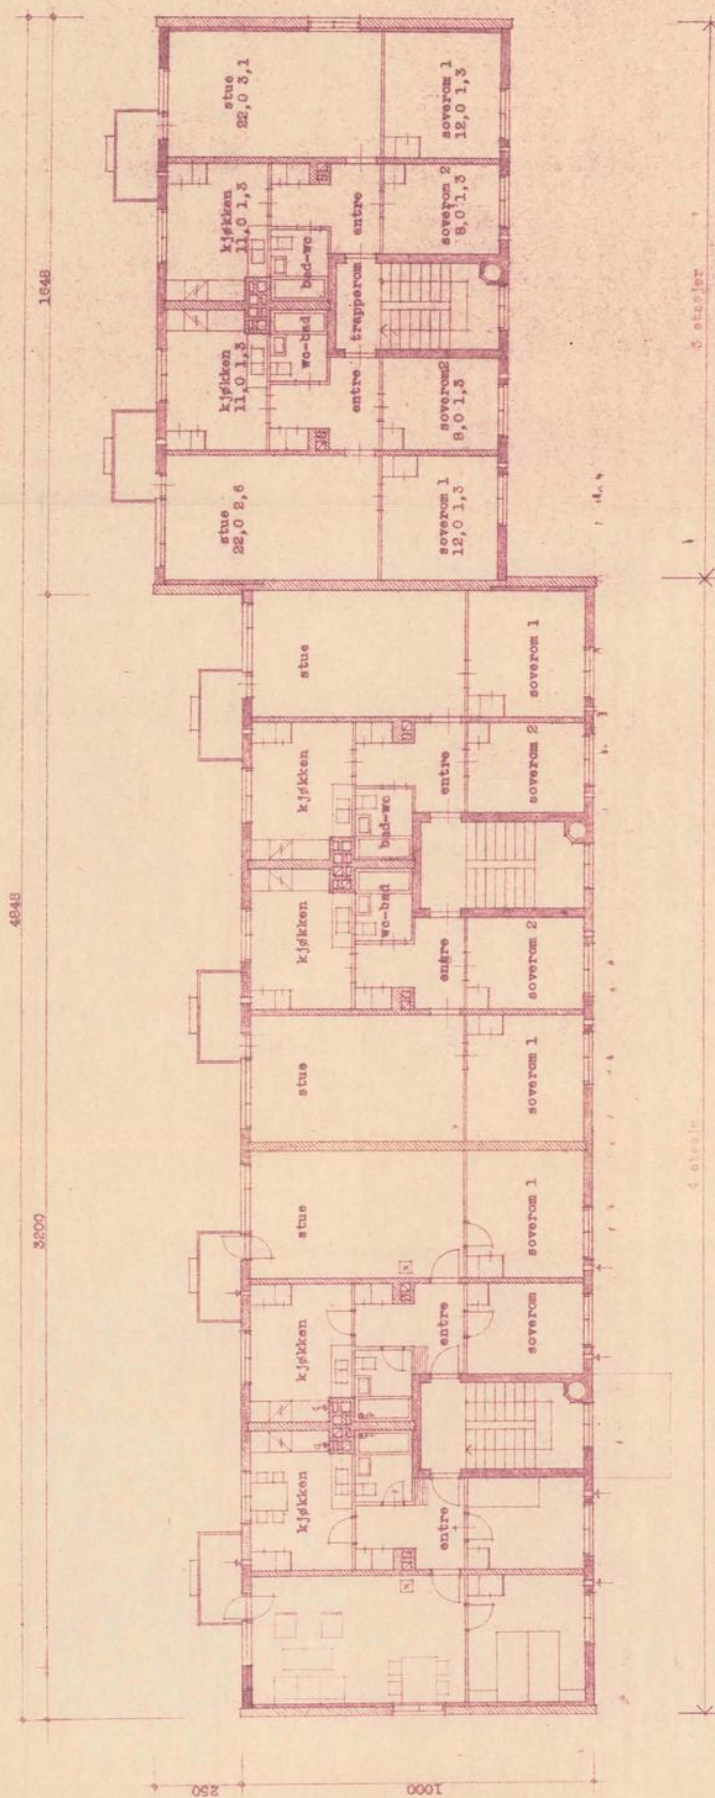 stue
22,0 3,1
soverom 1
12,0 1,3
kjøkken
11,0 1,3
bad-wc
entre
soverom 2
8,0 1,3
trapperom
kjøkken
11,0 1,3
wc-bad
entre
soverom2
8,0 1,3
stue
22,0 2,6
soverom 1
12,0 1,3
1648
3 etasjer
stue
soverom 1
kjøkken
bad-wc
entre
soverom 2
kjøkken
wc-bad
entre
soverom 2
stue
soverom 1
4848
stue
soverom 1
kjøkken
entre
soverom
kjøkken
entre
3200
250
1000